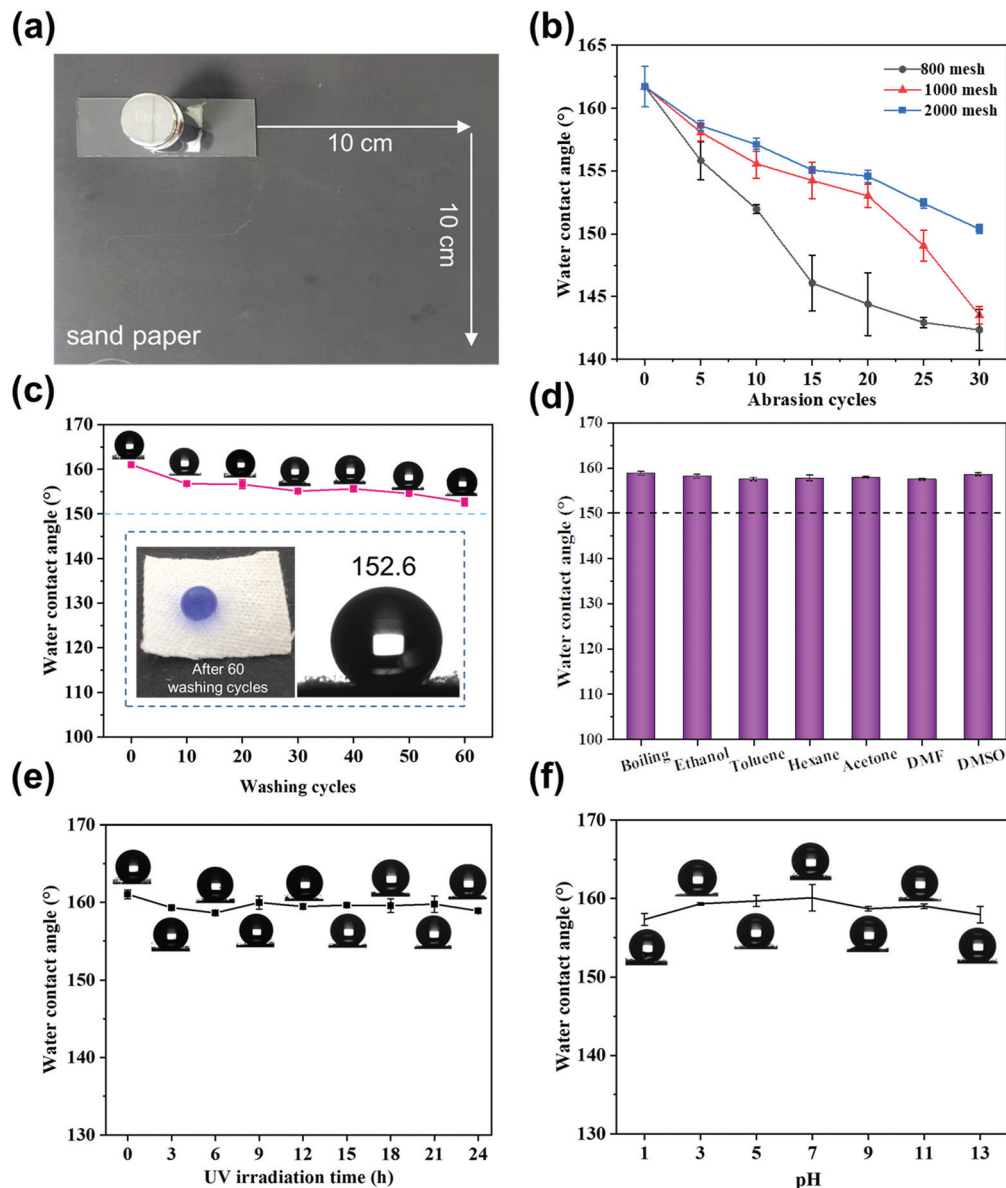 (a)
10 cm
10 cm
sand paper
(b)
Water contact angle (°)
165
160
155
150
145
140
800 mesh
1000 mesh
2000 mesh
0 5 10 15 20 25 30
Abrasion cycles
(c)
Water contact angle (°)
170
160
150
140
130
120
110
100
152.6
After 60
washing cycles
0 10 20 30 40 50 60
Washing cycles
(d)
Water contact angle (°)
170
160
150
140
130
120
110
100
Boiling Ethanol Toluene Hexane Acetone DMF DMSO
(e)
Water contact angle (°)
170
160
150
140
130
0 3 6 9 12 15 18 21 24
UV irradiation time (h)
(f)
Water contact angle (°)
170
160
150
140
130
1 3 5 7 9 11 13
pH